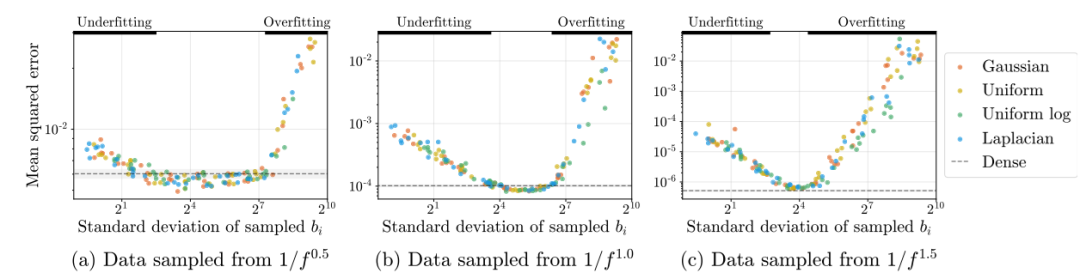 Underfitting Overfitting
Underfitting Overfitting
Underfitting Overfitting
Mean squared error
10^{-2}
2^1 2^4 2^7 2^{10}
Standard deviation of sampled b_i
(a) Data sampled from 1/f^{0.5}
10^{-2}
10^{-3}
10^{-4}
2^1 2^4 2^7 2^{10}
Standard deviation of sampled b_i
(b) Data sampled from 1/f^{1.0}
10^{-2}
10^{-3}
10^{-4}
10^{-5}
10^{-6}
2^1 2^4 2^7 2^{10}
Standard deviation of sampled b_i
(c) Data sampled from 1/f^{1.5}
Gaussian
Uniform
Uniform log
Laplacian
Dense